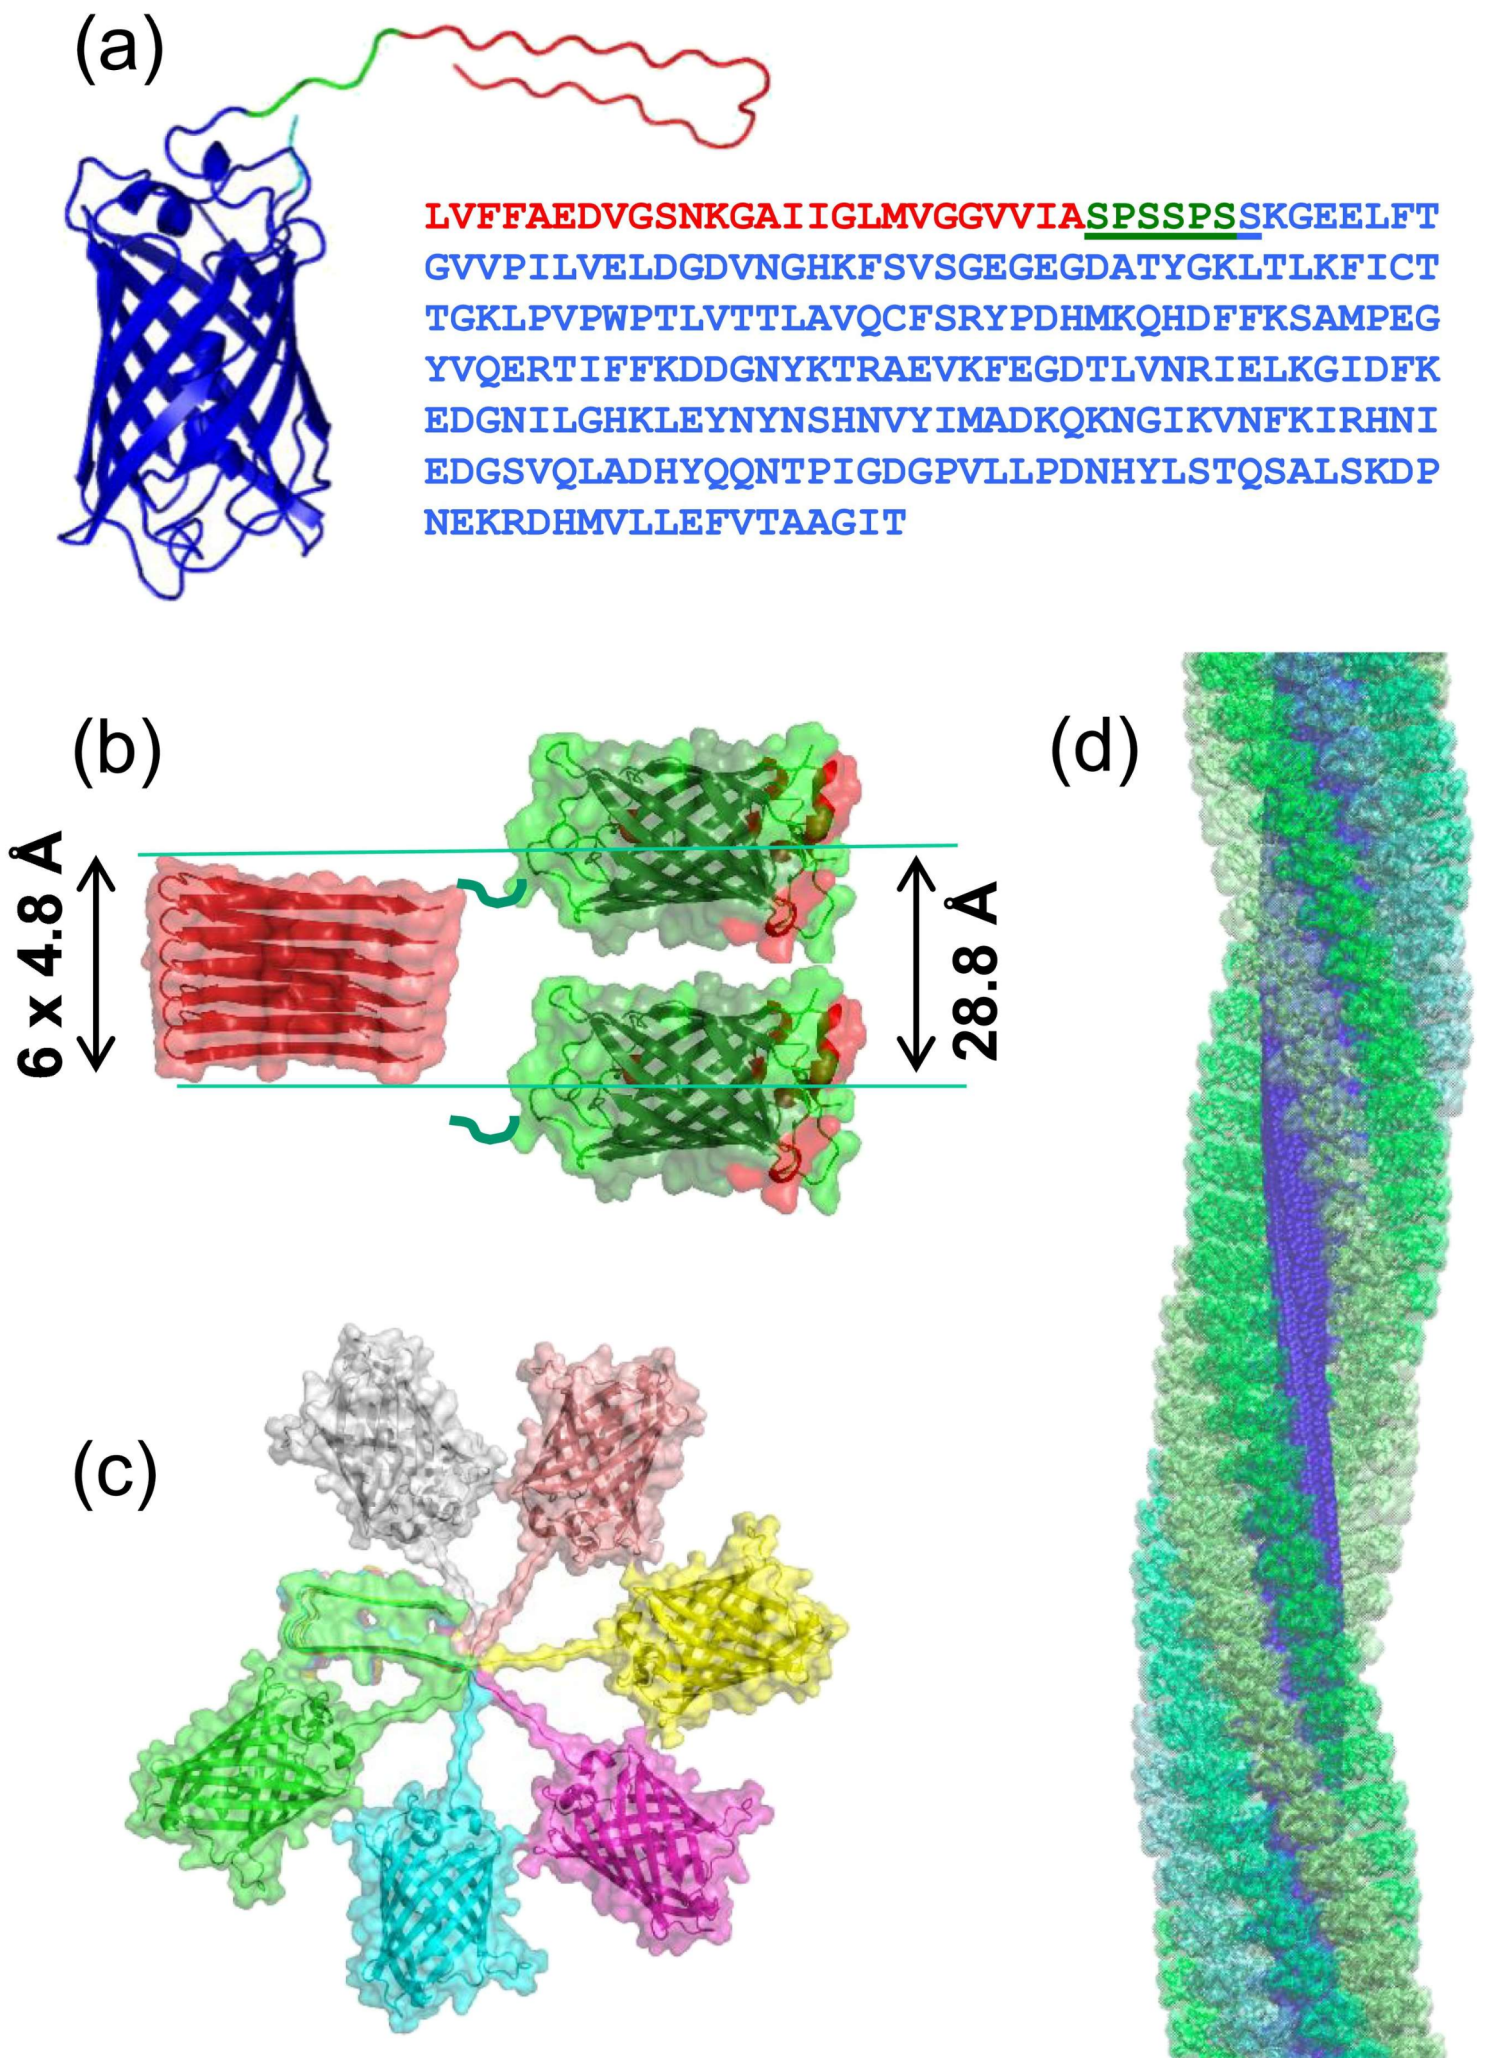 (a)
LVFFAEDVGSNKGAIIGLMVGGVVIASPSSPSSKGEELFT
GVVPILVELDGDVNGHKFSVSGEGEGDATYGKLTLKFICT
TGKLPVPWPTLVTTLAVQCFSRYPDHMKQHDFFKSAMPEG
YVQERTIFFKDDGNYKTRAEVKFEGDTLVNRIELKGIDFK
EDGNILGHKLEYNYNSHNVYIMADKQKNGIKVNFKIRHNI
EDGSVQLADHYQQNTPIGDGPVLLPDNHYLSTQSALSKDP
NEKRDHMVLLEFVTAAGIT
(b)
6 x 4.8 Å
28.8 Å
(d)
(c)